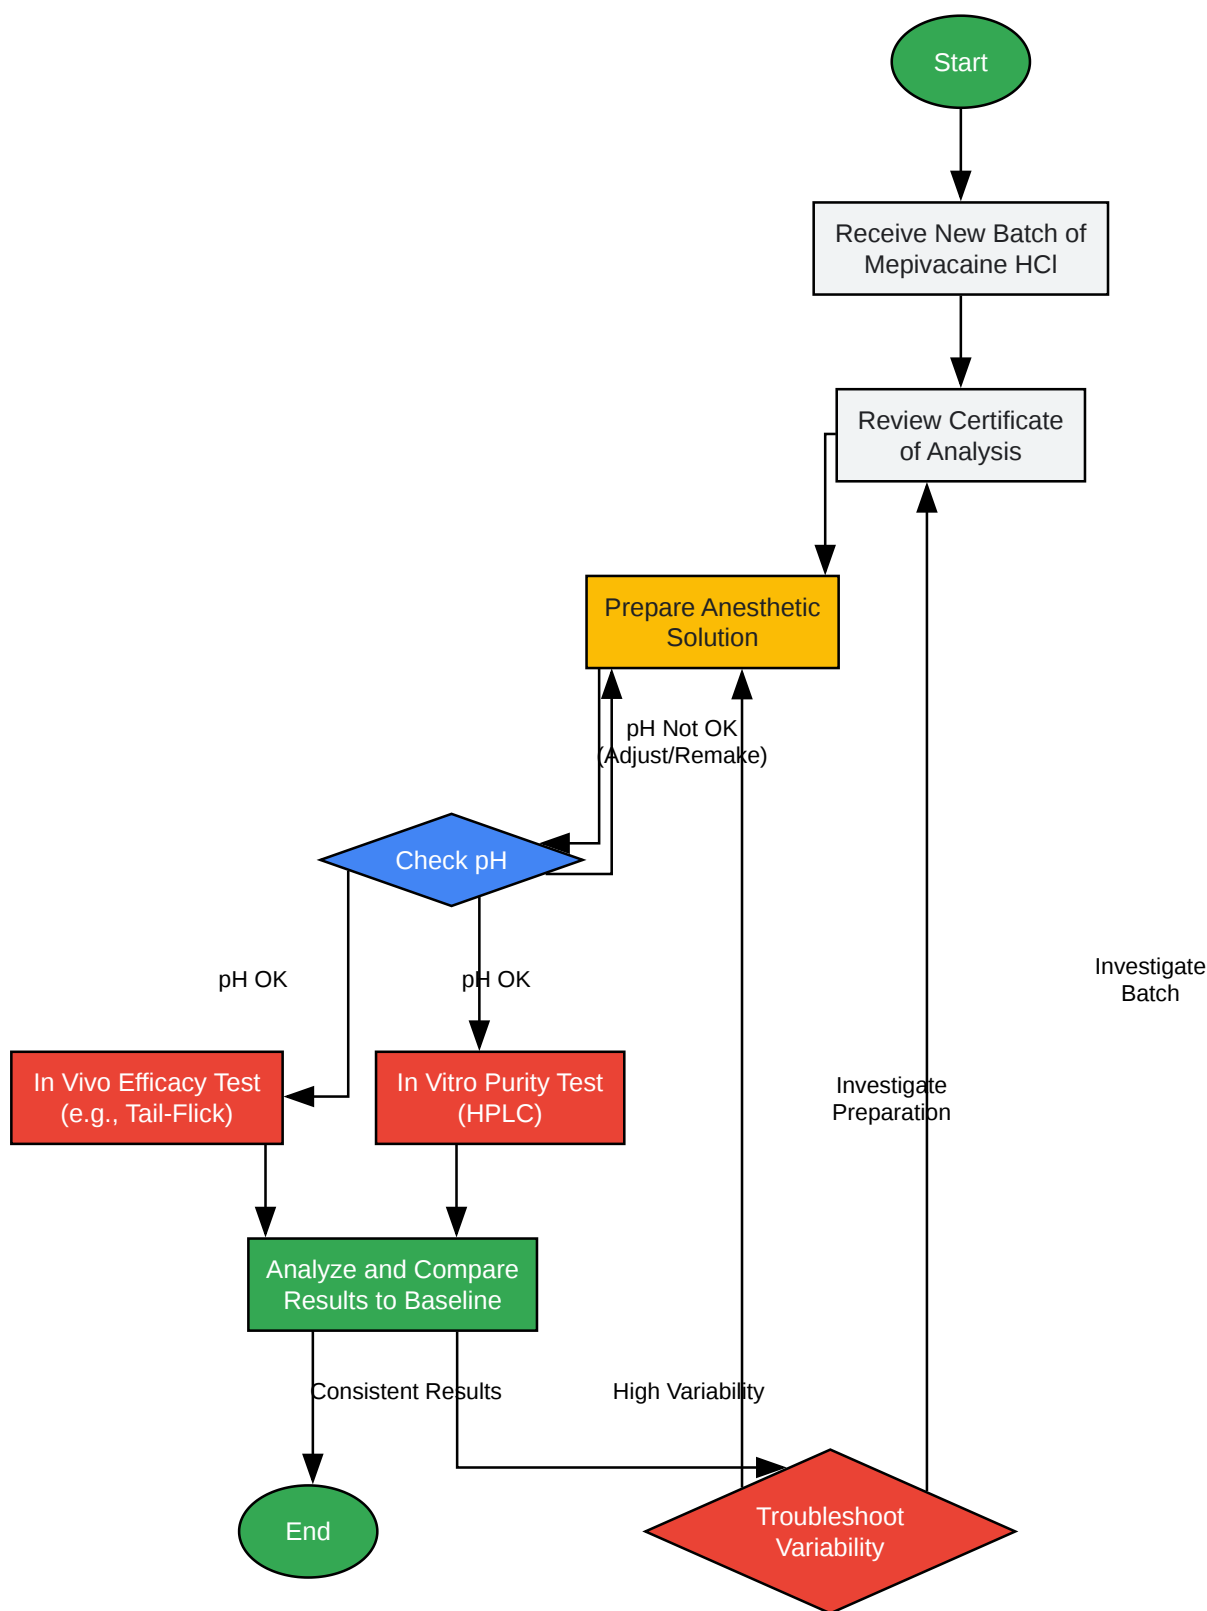 Start
Receive New Batch of
Mepivacaine HCl
Review Certificate
of Analysis
Prepare Anesthetic
Solution
pH Not OK
(Adjust/Remake)
Check pH
pH OK
pH OK
Investigate
Batch
In Vivo Efficacy Test
(e.g., Tail-Flick)
In Vitro Purity Test
(HPLC)
Investigate
Preparation
Analyze and Compare
Results to Baseline
Consistent Results
High Variability
End
Troubleshoot
Variability